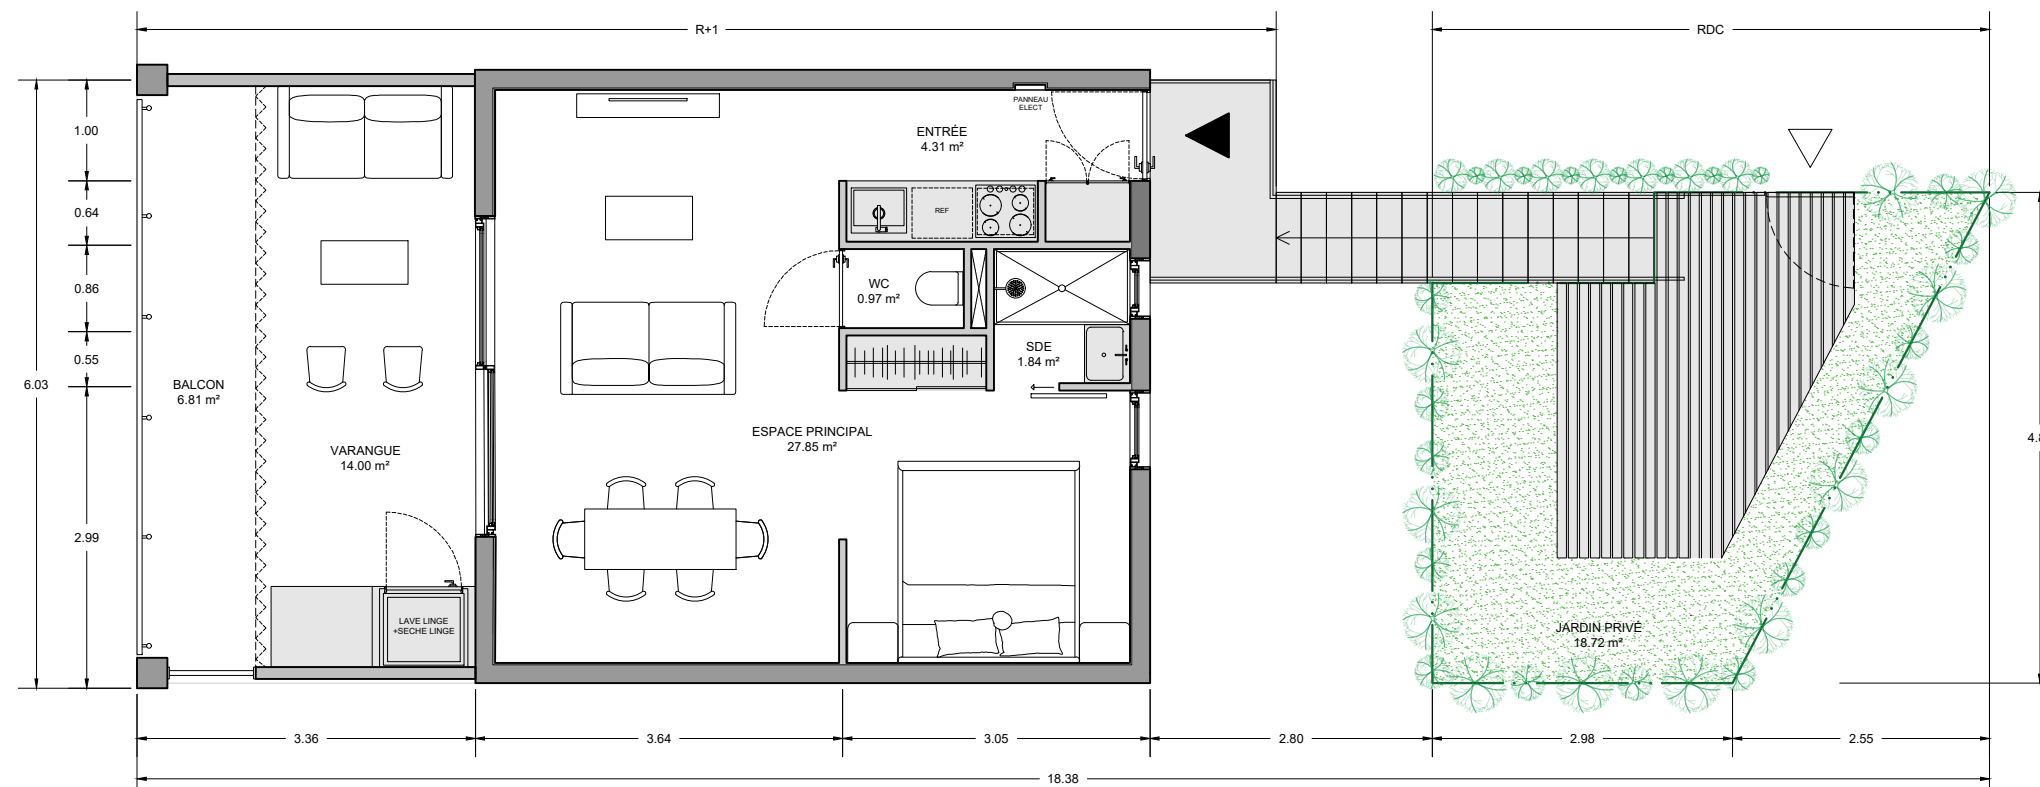 R+1
RDC
PANNEAU
ELECT
ENTRÉE
4.31 m²
1.00
0.64
0.86
0.55
2.99
6.03
REF
WC
0.97 m²
SDE
1.84 m²
BALCON
6.81 m²
VARANGUE
14.00 m²
ESPACE PRINCIPAL
27.85 m²
LAVE LINGE
+SECHE LINGE
JARDIN PRIVÉ
18.72 m²
3.36
3.64
3.05
2.80
2.98
2.55
18.38